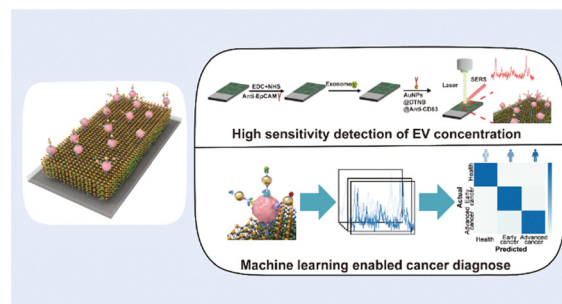 EDC+NHS
Anti-EpCAM
Exosome
AuNPs
@DTNB
@Anti-CD63
Laser
SERS
High sensitivity detection of EV concentration
Actual
Health
Early cancer
Advanced cancer
Health
Early cancer
Advanced cancer
Predicted
Machine learning enabled cancer diagnose